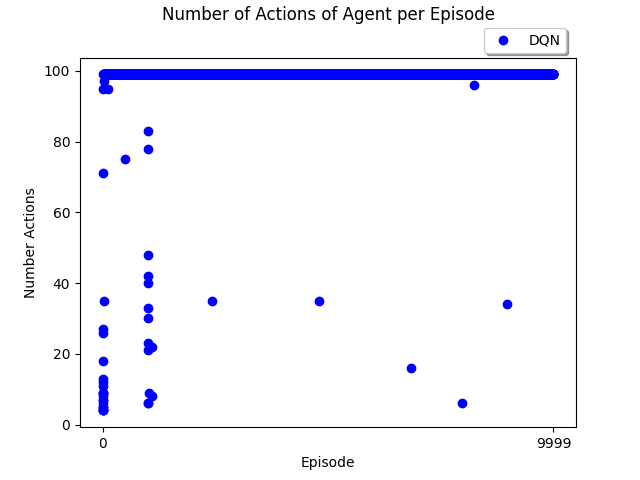 Number of Actions of Agent per Episode
DQN
100
80
60
40
20
0
Number Actions
0
9999
Episode